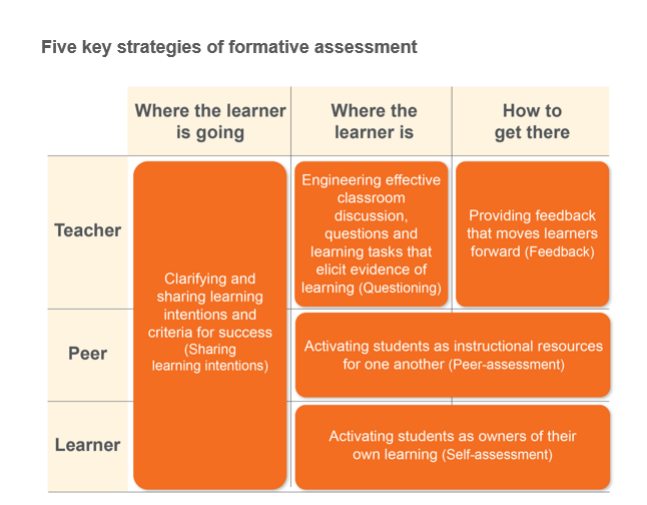 Five key strategies of formative assessment
Where the learner
is going
Where the
learner is
How to
get there
Teacher
Peer
Learner
Clarifying and
sharing learning
intentions and
criteria for success
(Sharing
learning intentions)
Engineering effective
classroom
discussion,
questions and
learning tasks that
elicit evidence of
learning (Questioning)
Providing feedback
that moves learners
forward (Feedback)
Activating students as instructional resources
for one another (Peer-assessment)
Activating students as owners of their
own learning (Self-assessment)